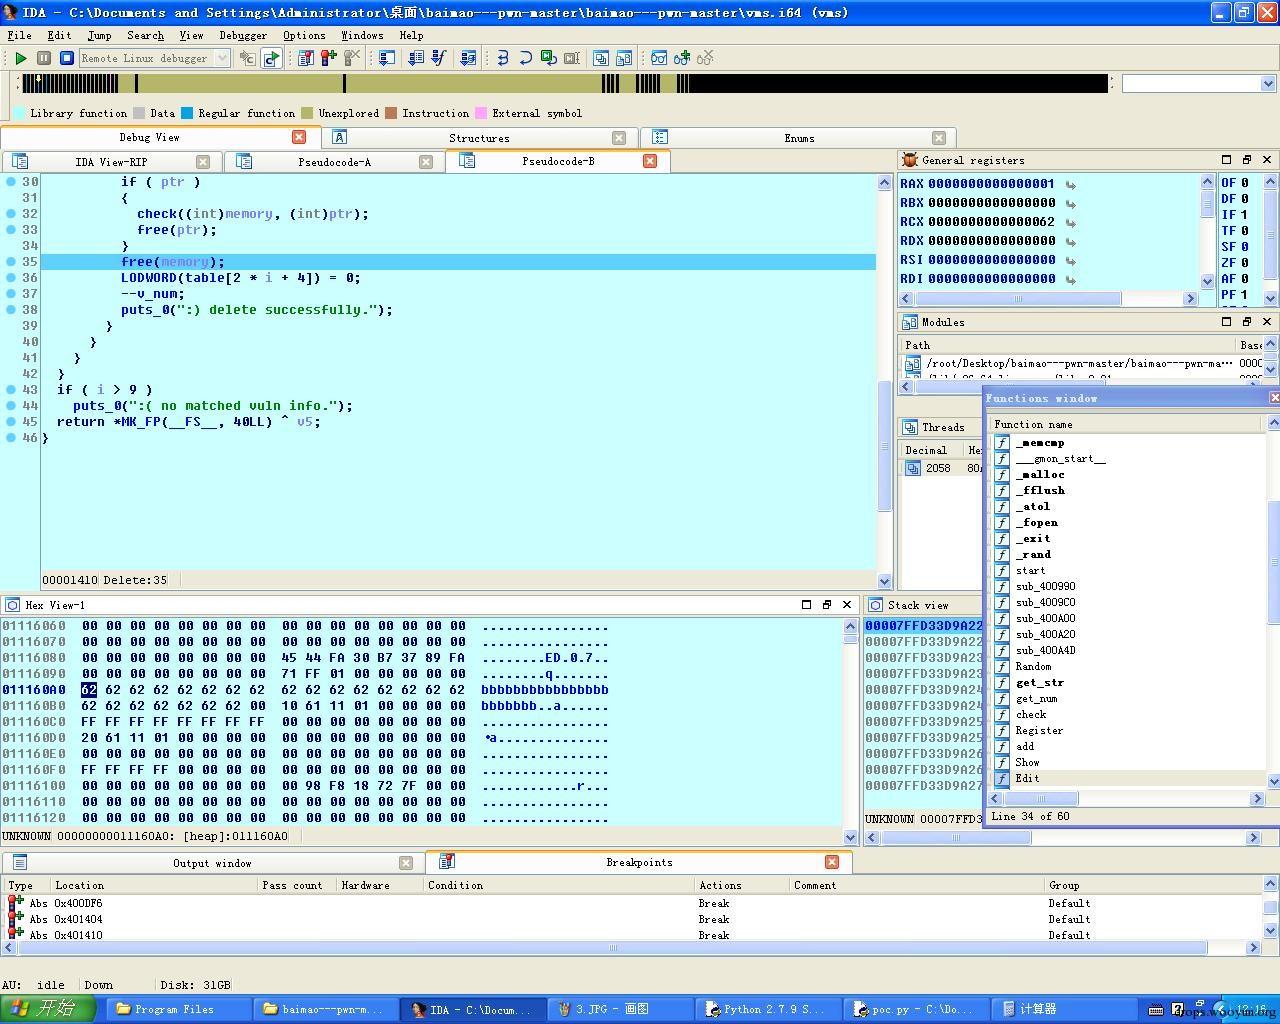 IDA - C:\Documents and Settings\Administrator\桌面\baimao---pwn-master\baimao---pwn-master\vms.i64 (vms)
File Edit Jump Search View Debugger Options Windows Help
Remote Linux debugger
Library function Data Regular function Unexplored Instruction External symbol
Debug View Structures Enums
IDA View-RIP Pseudocode-A Pseudocode-B
30 if ( ptr )
31 {
32 check((int)memory, (int)ptr);
33 free(ptr);
34 }
35 free(memory);
36 LODWORD(table[2 * i + 4]) = 0;
37 --v_num;
38 puts_0(":) delete successfully.");
39 }
40 }
41 }
42 }
43 if ( i > 9 )
44 puts_0(":( no matched vuln info.");
45 return *MK_FP(__FS__, 40LL) ^ v5;
46 }
00001410 Delete:35
General registers
RAX 0000000000000001
RBX 0000000000000000
RCX 0000000000000062
RDX 0000000000000000
RSI 0000000000000000
RDI 0000000000000000
OF 0
DF 0
IF 1
TF 0
SF 0
ZF 0
AF 0
PF 1
Modules
Path Base
/root/Desktop/baimao---pwn-master/baimao---pwn-ma··· 0000
Threads
Decimal He
2058 80
Functions window
Function name
_memcmp
___gmon_start__
_malloc
_fflush
_atol
_fopen
_exit
_rand
start
sub_400990
sub_4009C0
sub_400A00
sub_400A20
sub_400A4D
Random
get_str
get_num
check
Register
add
Show
Edit
Line 34 of 60
Hex View-1
01116060 00 00 00 00 00 00 00 00 00 00 00 00 00 00 00 00 ................
01116070 00 00 00 00 00 00 00 00 00 00 00 00 00 00 00 00 ................
01116080 00 00 00 00 00 00 00 00 45 44 FA 30 B7 37 89 FA ........ED.0.7..
01116090 00 00 00 00 00 00 00 00 71 FF 01 00 00 00 00 00 ........q.......
011160A0 62 62 62 62 62 62 62 62 62 62 62 62 62 62 62 62 bbbbbbbbbbbbbbbb
011160B0 62 62 62 62 62 62 62 00 10 61 11 01 00 00 00 00 bbbbbbb..a......
011160C0 FF FF FF FF FF FF FF FF 00 00 00 00 00 00 00 00 ................
011160D0 20 61 11 01 00 00 00 00 00 00 00 00 00 00 00 00 •a..............
011160E0 00 00 00 00 00 00 00 00 00 00 00 00 00 00 00 00 ................
011160F0 FF FF FF FF 00 00 00 00 00 00 00 00 00 00 00 00 ................
01116100 00 00 00 00 00 00 00 00 00 98 F8 18 72 7F 00 00 ............r...
01116110 00 00 00 00 00 00 00 00 00 00 00 00 00 00 00 00 ................
01116120 00 00 00 00 00 00 00 00 00 00 00 00 00 00 00 00 ................
UNKNOWN 00000000011160A0: [heap]:011160A0
Stack view
00007FFD33D9A22
00007FFD33D9A22
00007FFD33D9A23
00007FFD33D9A23
00007FFD33D9A24
00007FFD33D9A24
00007FFD33D9A25
00007FFD33D9A25
00007FFD33D9A26
00007FFD33D9A26
00007FFD33D9A27
UNKNOWN 00007FFD3
Output window Breakpoints
Type Location Pass count Hardware Condition Actions Comment Group
Abs 0x400DF6 Break Default
Abs 0x401404 Break Default
Abs 0x401410 Break Default
AU: idle Down Disk: 31GB
开始 Program Files baimao---pwn-m... IDA - C:\Docum... 3.JPG - 画图 Python 2.7.9 S... poc.py - C:\Do... 计算器
drops.wooyun.org